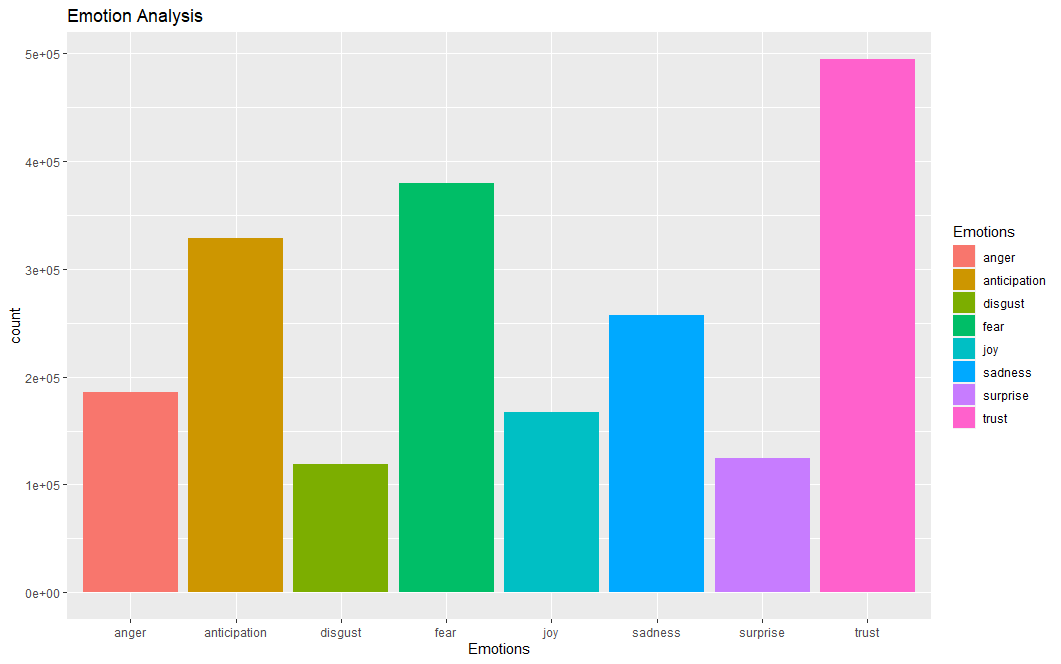 Emotion Analysis
5e+05
4e+05
3e+05
2e+05
1e+05
0e+00
count
anger anticipation disgust fear joy sadness surprise trust
Emotions
Emotions
anger
anticipation
disgust
fear
joy
sadness
surprise
trust